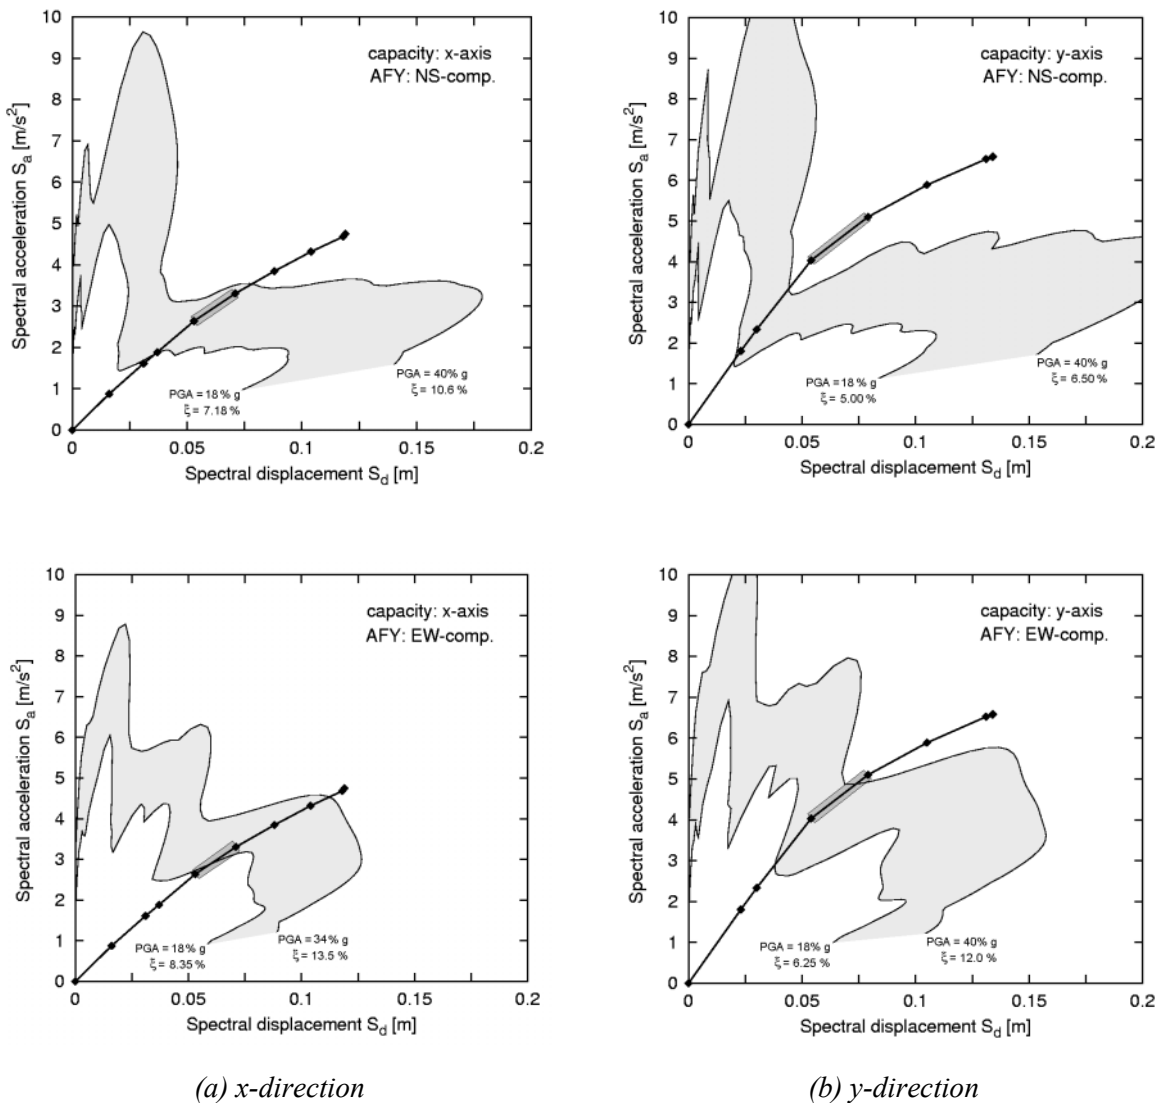 capacity: x-axis
AFY: NS-comp.
Spectral acceleration Sₐ [m/s²]
10
9
8
7
6
5
4
3
2
1
0
PGA = 18% g
ξ = 7.18 %
PGA = 40% g
ξ = 10.6 %
0 0.05 0.1 0.15 0.2
Spectral displacement S_d [m]
capacity: y-axis
AFY: NS-comp.
Spectral acceleration Sₐ [m/s²]
10
9
8
7
6
5
4
3
2
1
0
PGA = 18% g
ξ = 5.00 %
PGA = 40% g
ξ = 6.50 %
0 0.05 0.1 0.15 0.2
Spectral displacement S_d [m]
capacity: x-axis
AFY: EW-comp.
Spectral acceleration Sₐ [m/s²]
10
9
8
7
6
5
4
3
2
1
0
PGA = 18% g
ξ = 8.35 %
PGA = 34% g
ξ = 13.5 %
0 0.05 0.1 0.15 0.2
Spectral displacement S_d [m]
capacity: y-axis
AFY: EW-comp.
Spectral acceleration Sₐ [m/s²]
10
9
8
7
6
5
4
3
2
1
0
PGA = 18% g
ξ = 6.25 %
PGA = 40% g
ξ = 12.0 %
0 0.05 0.1 0.15 0.2
Spectral displacement S_d [m]
(a) x-direction
(b) y-direction